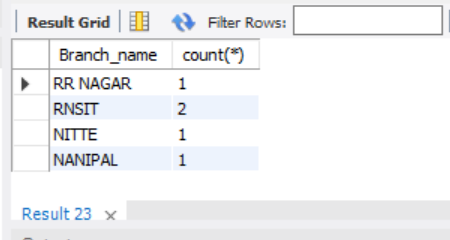 Result Grid Filter Rows:
Branch_name count(*)
RR NAGAR 1
RNSIT 2
NITTE 1
NANIPAL 1
Result 23 ×